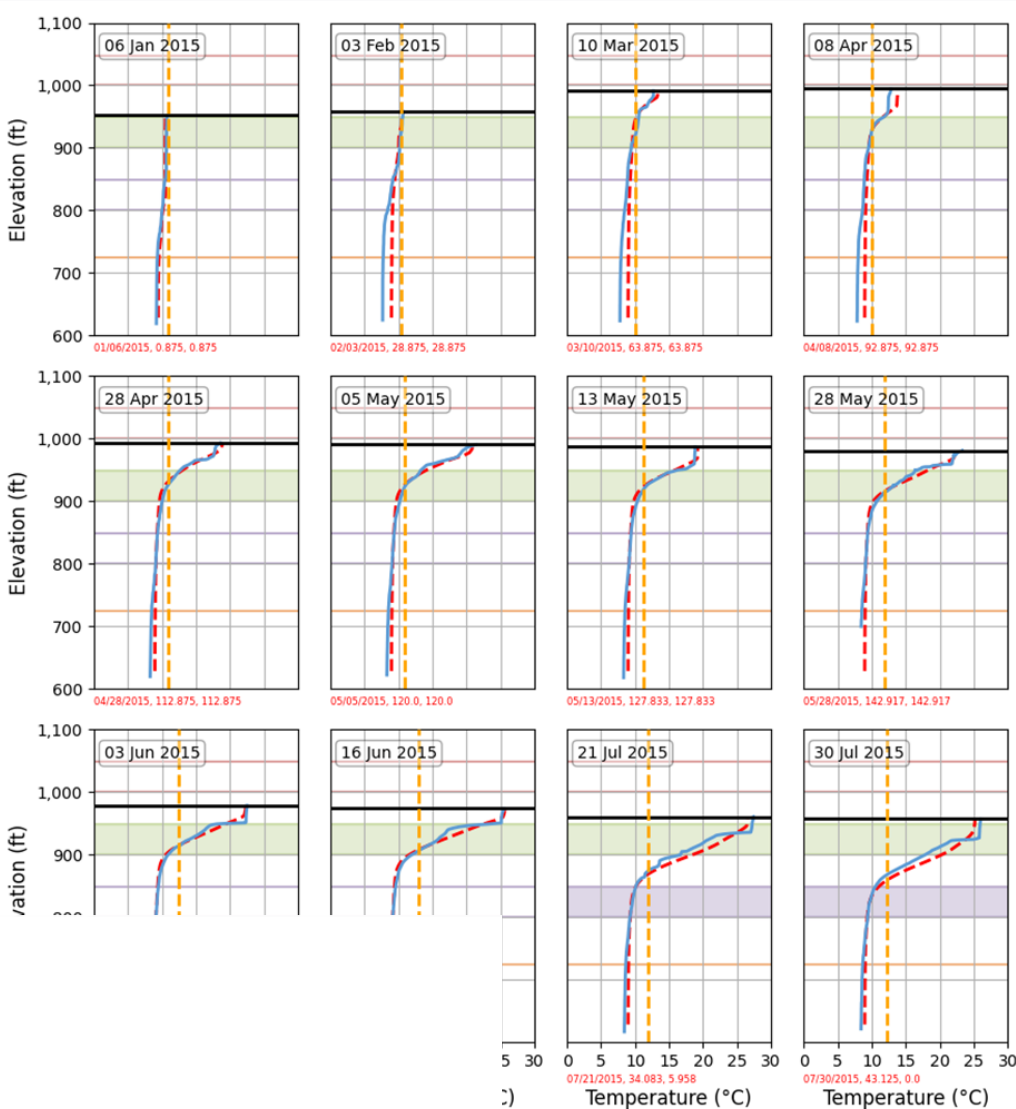 1,100
06 Jan 2015
03 Feb 2015
10 Mar 2015
08 Apr 2015
1,000
900
800
700
600
Elevation (ft)
01/06/2015, 0.875, 0.875
02/03/2015, 28.875, 28.875
03/10/2015, 63.875, 63.875
04/08/2015, 92.875, 92.875
1,100
28 Apr 2015
05 May 2015
13 May 2015
28 May 2015
1,000
900
800
700
600
Elevation (ft)
04/28/2015, 112.875, 112.875
05/05/2015, 120.0, 120.0
05/13/2015, 127.833, 127.833
05/28/2015, 142.917, 142.917
1,100
03 Jun 2015
16 Jun 2015
21 Jul 2015
30 Jul 2015
1,000
900
(ft)
30
0 5 10 15 20 25 30
0 5 10 15 20 25 30
07/21/2015, 34.083, 5.958
07/30/2015, 43.125, 0.0
Temperature (°C)
Temperature (°C)